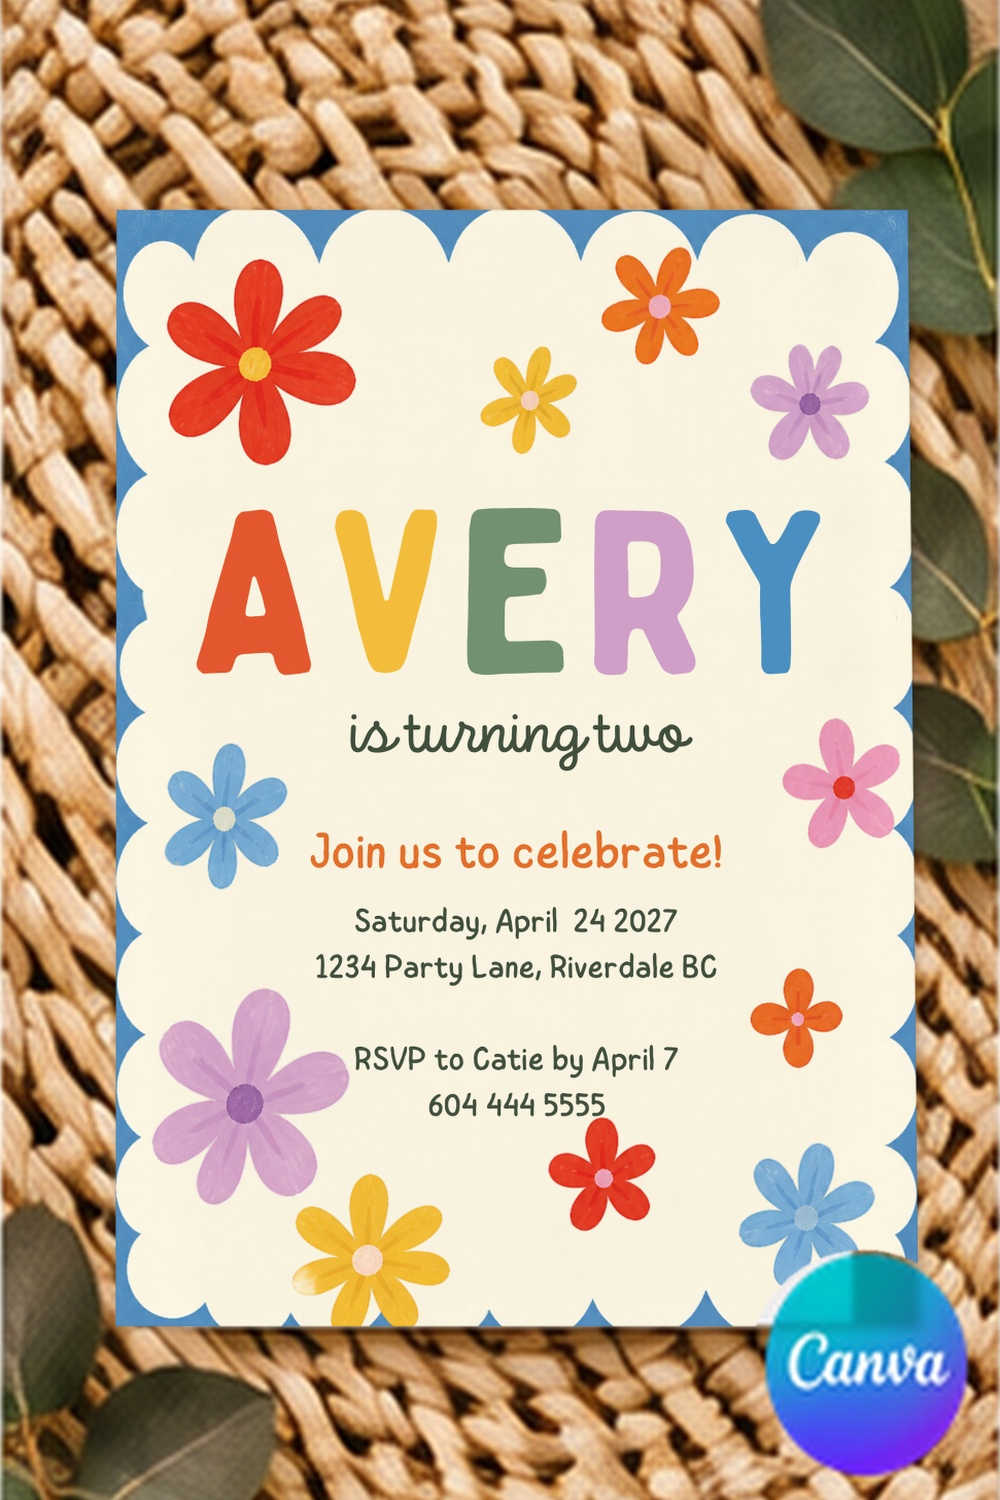 AVERY
is turning two
Join us to celebrate!
Saturday, April 24 2027
1234 Party Lane, Riverdale BC
RSVP to Catie by April 7
604 444 5555
Canva